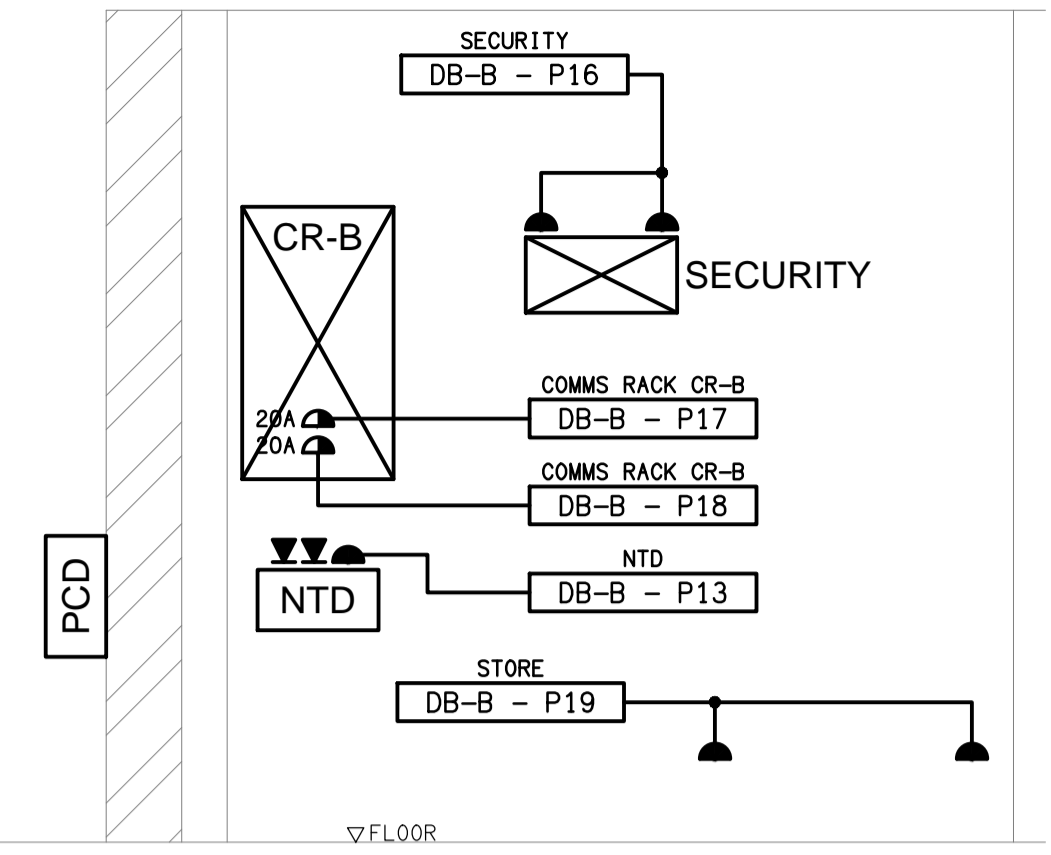 SECURITY
DB-B - P16
CR-B
SECURITY
COMMS RACK CR-B
20A
DB-B - P17
20A
COMMS RACK CR-B
DB-B - P18
NTD
PCD
NTD
DB-B - P13
STORE
DB-B - P19
FLOOR